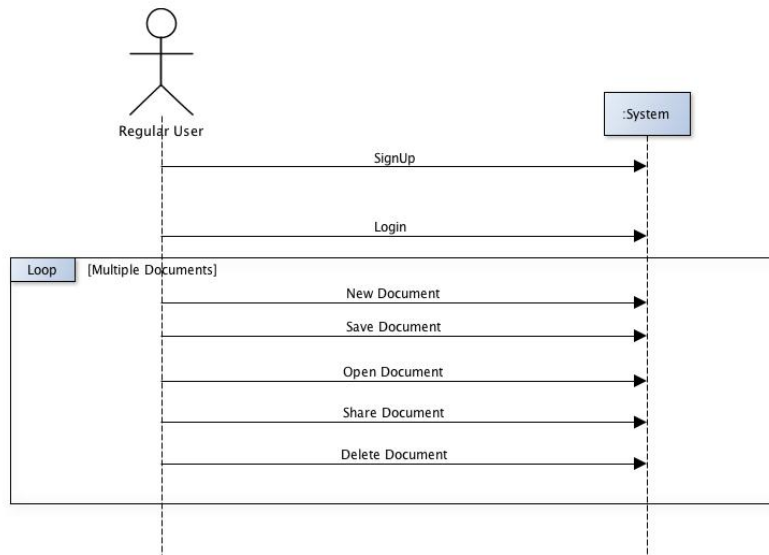 Regular User
:System
SignUp
Login
Loop
[Multiple Documents]
New Document
Save Document
Open Document
Share Document
Delete Document